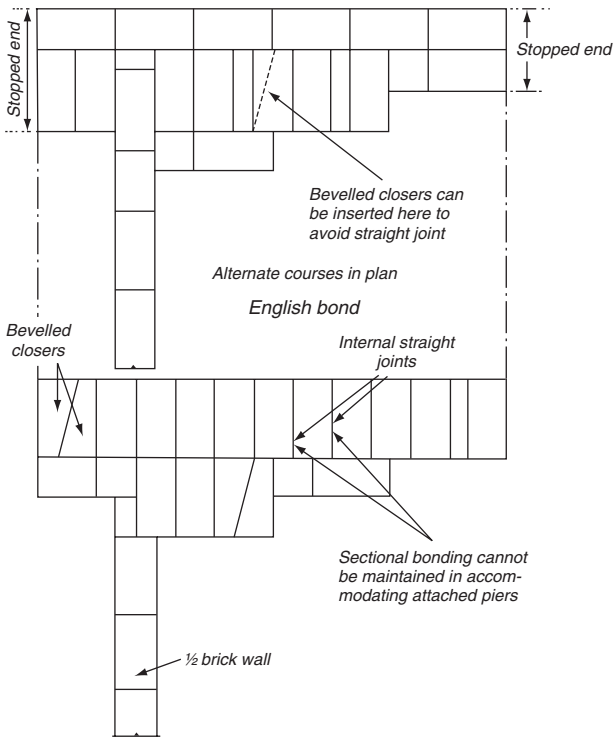 Stopped end
Stopped end
Bevelled closers can
be inserted here to
avoid straight joint
Alternate courses in plan
English bond
Bevelled
closers
Internal straight
joints
Sectional bonding cannot
be maintained in accom-
modating attached piers
½ brick wall